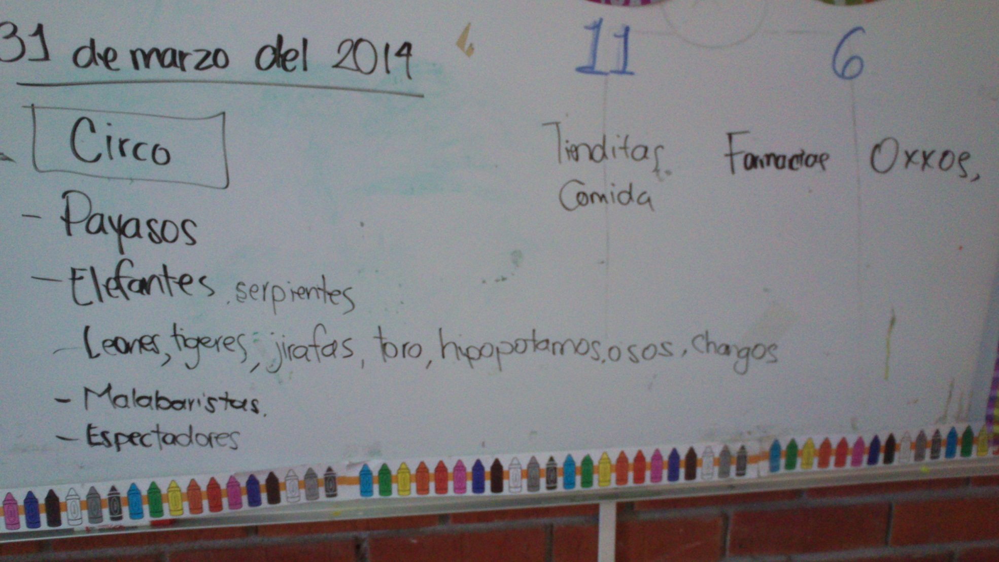 31 de marzo del 2014
11 6
Circo
Tienditas Farmacias Oxxos,
Comida
- Payasos
- Elefantes, serpientes
- Leones, tigeres, jirafas, toro, hipopotamos, osos, changos
- Malabaristas.
- Espectadores